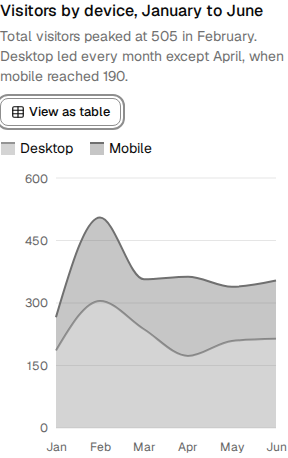 Visitors by device, January to June
Total visitors peaked at 505 in February.
Desktop led every month except April, when
mobile reached 190.
View as table
Desktop Mobile
600
450
300
150
0
Jan Feb Mar Apr May Jun